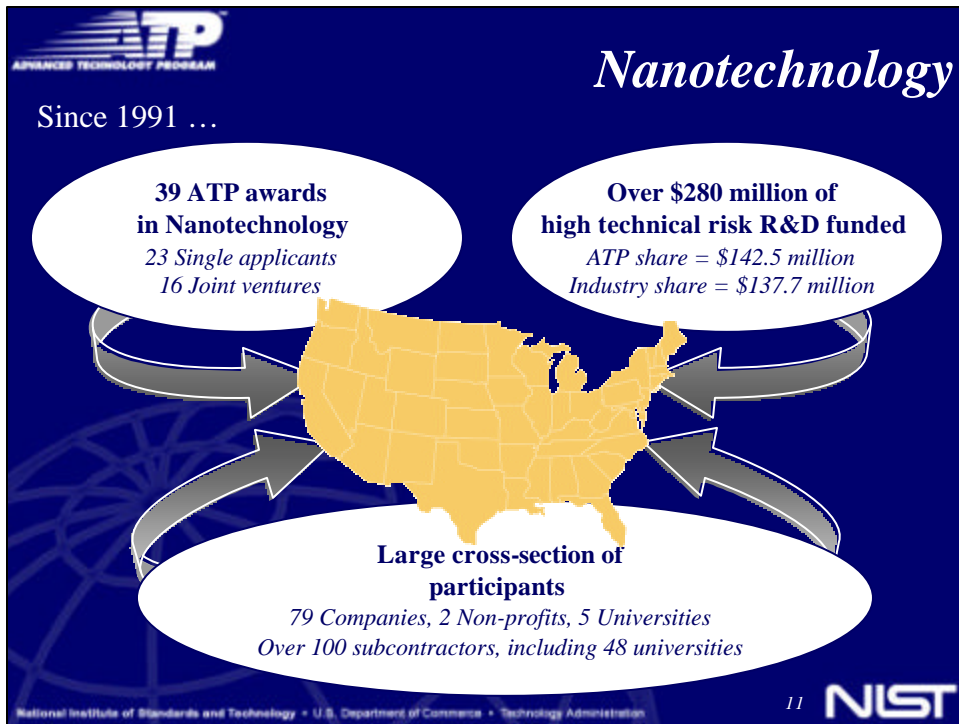 ATP
ADVANCED TECHNOLOGY PROGRAM
Nanotechnology
Since 1991 …
39 ATP awards
in Nanotechnology
23 Single applicants
16 Joint ventures
Over $280 million of
high technical risk R&D funded
ATP share = $142.5 million
Industry share = $137.7 million
Large cross-section of
participants
79 Companies, 2 Non-profits, 5 Universities
Over 100 subcontractors, including 48 universities
National Institute of Standards and Technology • U.S. Department of Commerce • Technology Administration
11
NIST